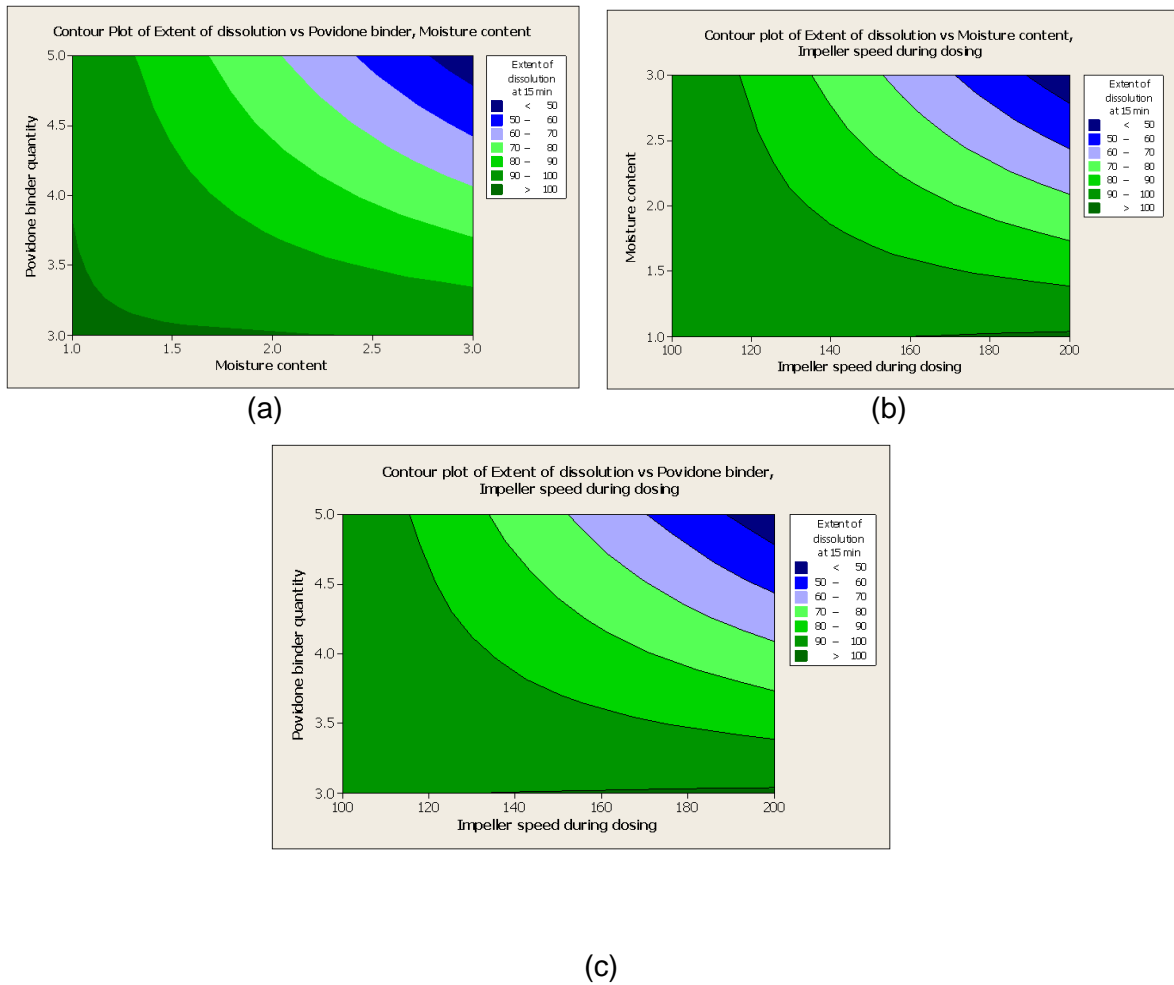 Contour Plot of Extent of dissolution vs Povidone binder, Moisture content
5.0
4.5
4.0
3.5
3.0
Povidone binder quantity
1.0 1.5 2.0 2.5 3.0
Moisture content
Extent of
dissolution
at 15 min
< 50
50 – 60
60 – 70
70 – 80
80 – 90
90 – 100
> 100
(a)
Contour plot of Extent of dissolution vs Moisture content,
Impeller speed during dosing
3.0
2.5
2.0
1.5
1.0
Moisture content
100 120 140 160 180 200
Impeller speed during dosing
Extent of
dissolution
at 15 min
< 50
50 – 60
60 – 70
70 – 80
80 – 90
90 – 100
> 100
(b)
Contour plot of Extent of dissolution vs Povidone binder,
Impeller speed during dosing
5.0
4.5
4.0
3.5
3.0
Povidone binder quantity
100 120 140 160 180 200
Impeller speed during dosing
Extent of
dissolution
at 15 min
< 50
50 – 60
60 – 70
70 – 80
80 – 90
90 – 100
> 100
(c)